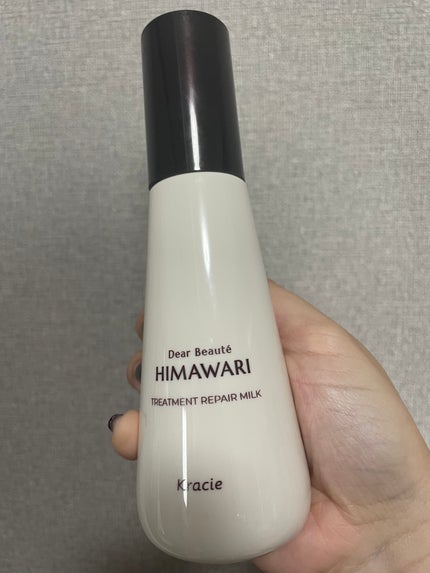 Dear Beauté
HIMAWARI
TREATMENT REPAIR MILK
Kracie